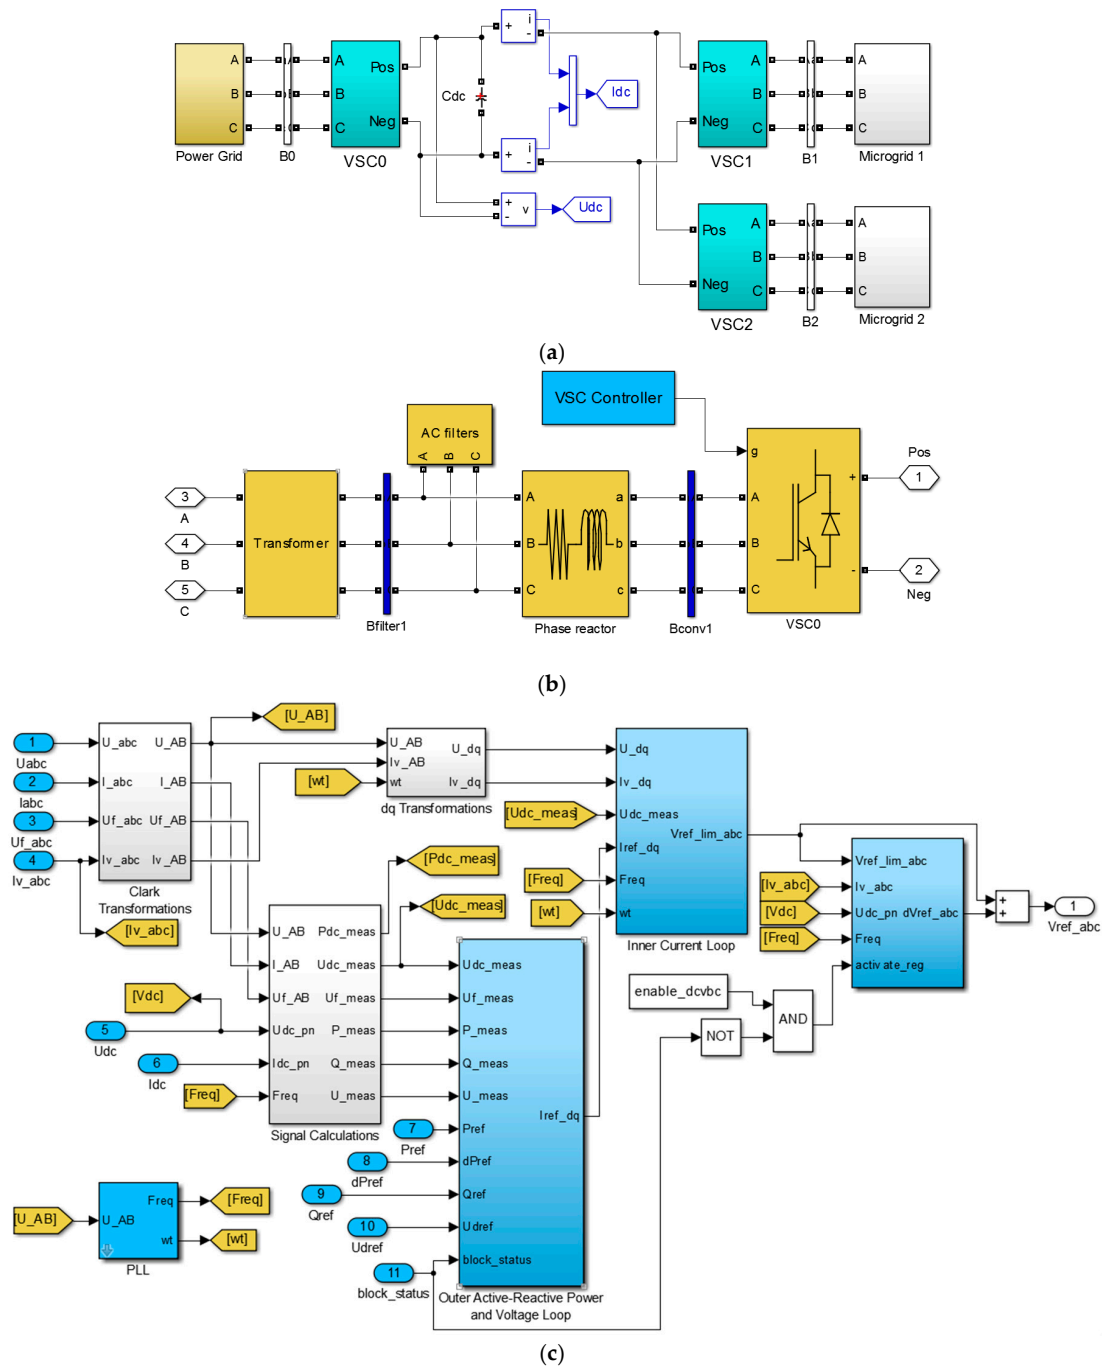 A
B
C
Power Grid
B0
A
B
C
Pos
Neg
VSC0
Cdc
+
i
-
+
i
-
+
-
v
Idc
Udc
Pos
Neg
A
B
C
VSC1
B1
A
B
C
Microgrid 1
Pos
Neg
A
B
C
VSC2
B2
A
B
C
Microgrid 2
(a)
VSC Controller
AC filters
A B C
3
A
4
B
5
C
Transformer
Bfilter1
A
B
C
a
b
c
Phase reactor
Bconv1
g
A
B
C
+
-
VSC0
Pos
1
2
Neg
(b)
1
Uabc
2
Iabc
3
Uf_abc
4
Iv_abc
U_abc U_AB
I_abc I_AB
Uf_abc Uf_AB
Iv_abc Iv_AB
Clark
Transformations
[U_AB]
[Iv_abc]
[wt]
U_AB
Iv_AB
wt
U_dq
Iv_dq
dq Transformations
[Pdc_meas]
[Udc_meas]
[Vdc]
5
Udc
6
Idc
[Freq]
U_AB Pdc_meas
I_AB Udc_meas
Uf_AB Uf_meas
Udc_pn P_meas
Idc_pn Q_meas
Freq U_meas
Signal Calculations
7
Pref
8
dPref
9
Qref
10
Udref
11
block_status
Udc_meas
Uf_meas
P_meas
Q_meas
U_meas
Pref
dPref
Qref
Udref
block_status
Iref_dq
Outer Active-Reactive Power
and Voltage Loop
[Udc_meas]
[Freq]
[wt]
U_dq
Iv_dq
Udc_meas
Iref_dq
Freq
wt
Vref_lim_abc
Inner Current Loop
[Iv_abc]
[Vdc]
[Freq]
Vref_lim_abc
Iv_abc
Udc_pn dVref_abc
Freq
activate_reg
enable_dcvbc
NOT
AND
+
+
1
Vref_abc
[U_AB]
U_AB
Freq
wt
PLL
[Freq]
[wt]
(c)